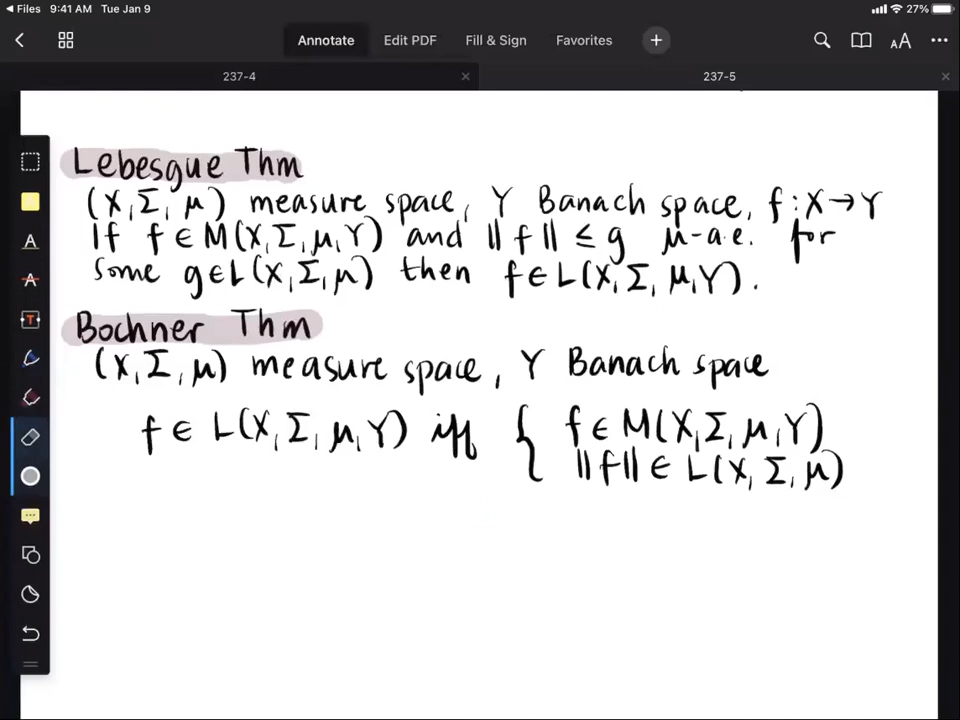 Files
9:41 AM Tue Jan 9
27%
Annotate Edit PDF Fill & Sign Favorites
AA
237-4
237-5
Lebesgue Thm
(X, Σ, μ) measure space, Y Banach space, f: X → Y
If f ∈ M(X, Σ, μ, Y) and ‖f‖ ≤ g μ-a.e. for
some g ∈ L(X, Σ, μ) then f ∈ L(X, Σ, μ, Y).
Bochner Thm
(X, Σ, μ) measure space, Y Banach space
f ∈ L(X, Σ, μ, Y) iff { f ∈ M(X, Σ, μ, Y)
‖f‖ ∈ L(X, Σ, μ)
A
A
T